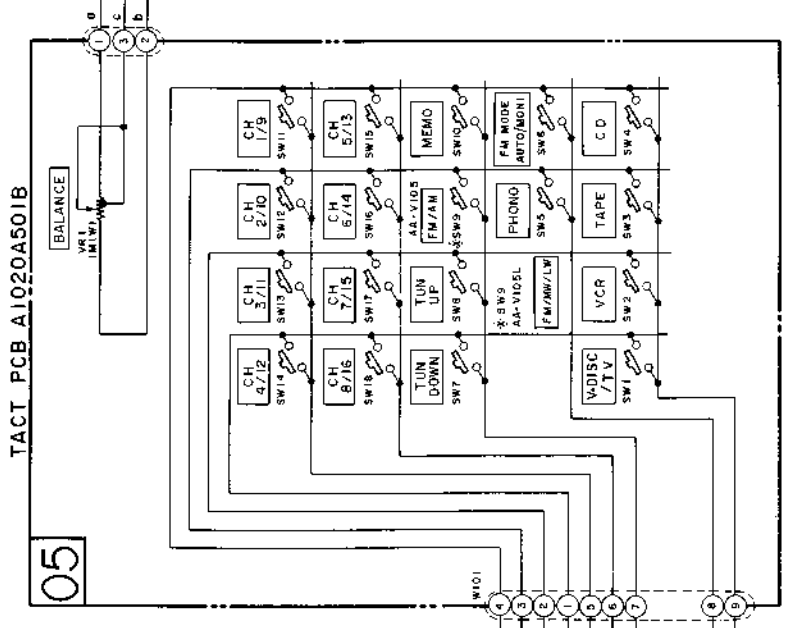 TACT PCB A1020A501B
05
a
c
b
1
3
2
BALANCE
VR1
1M(W)
CH
1/9
SW11
CH
5/13
SW15
MEMO
SW10
FM MODE
AUTO/MONI
SW6
CD
SW4
CH
2/10
SW12
CH
6/14
SW16
AA-V105
FM/AM
※SW9
PHONO
SW5
TAPE
SW3
CH
3/11
SW13
CH
7/15
SW17
TUN
UP
SW8
※SW9
AA-V105L
FM/MW/LW
VCR
SW2
CH
4/12
SW14
CH
8/16
SW18
TUN
DOWN
SW7
V-DISC
/TV
SW1
W101
4
3
2
1
5
6
7
8
9